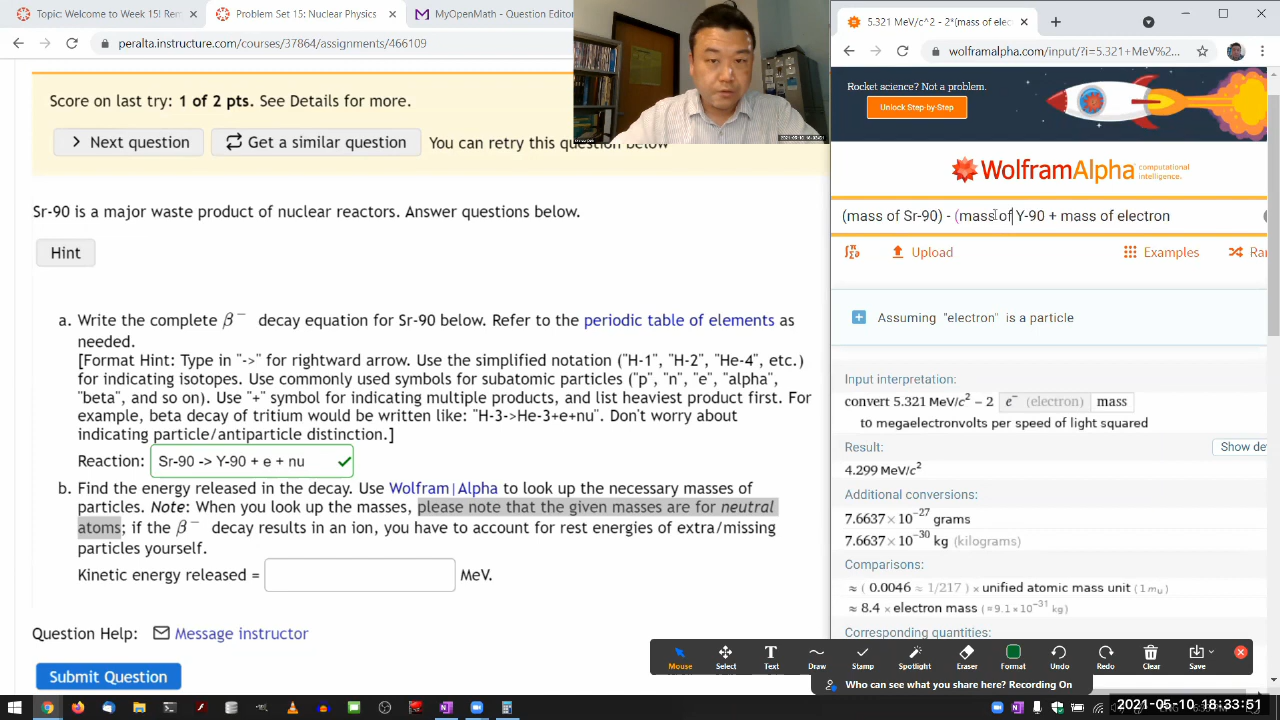 Topic Welcome to
Problem Set 15: Nuclear Physics
MyOpenMath - Question Editor
peralta.instructure.com/courses/37864/assignments/466109
Score on last try: 1 of 2 pts. See Details for more.
Next question
Get a similar question
You can retry this question below
Sr-90 is a major waste product of nuclear reactors. Answer questions below.
Hint
a. Write the complete β⁻ decay equation for Sr-90 below. Refer to the periodic table of elements as
needed.
[Format Hint: Type in "->" for rightward arrow. Use the simplified notation ("H-1", "H-2", "He-4", etc.)
for indicating isotopes. Use commonly used symbols for subatomic particles ("p", "n", "e", "alpha",
"beta", and so on). Use "+" symbol for indicating multiple products, and list heaviest product first. For
example, beta decay of tritium would be written like: "H-3->He-3+e+nu". Don't worry about
indicating particle/antiparticle distinction.]
Reaction: Sr-90 -> Y-90 + e + nu
b. Find the energy released in the decay. Use Wolfram|Alpha to look up the necessary masses of
particles. Note: When you look up the masses, please note that the given masses are for neutral
atoms; if the β⁻ decay results in an ion, you have to account for rest energies of extra/missing
particles yourself.
Kinetic energy released = MeV.
Question Help: Message instructor
Submit Question
5.321 MeV/c^2 - 2*(mass of elec
wolframalpha.com/input/?i=5.321+MeV%2...
Rocket science? Not a problem.
Unlock Step-by-Step
WolframAlpha computational
intelligence.
(mass of Sr-90) - (mass of Y-90 + mass of electron
Upload
Examples
Ra
Assuming "electron" is a particle
Input interpretation:
convert 5.321 MeV/c² − 2 e⁻ (electron) mass
to megaelectronvolts per speed of light squared
Result:
Show de
4.299 MeV/c²
Additional conversions:
7.6637×10⁻²⁷ grams
7.6637×10⁻³⁰ kg (kilograms)
Comparisons:
≈ ( 0.0046 ≈ 1/217 ) × unified atomic mass unit (1 mᵤ)
≈ 8.4 × electron mass (≈ 9.1×10⁻³¹ kg)
Corresponding quantities:
Mouse
Select
Text
Draw
Stamp
Spotlight
Eraser
Format
Undo
Redo
Clear
Save
Who can see what you share here? Recording On
2021-05-10 18:33:51